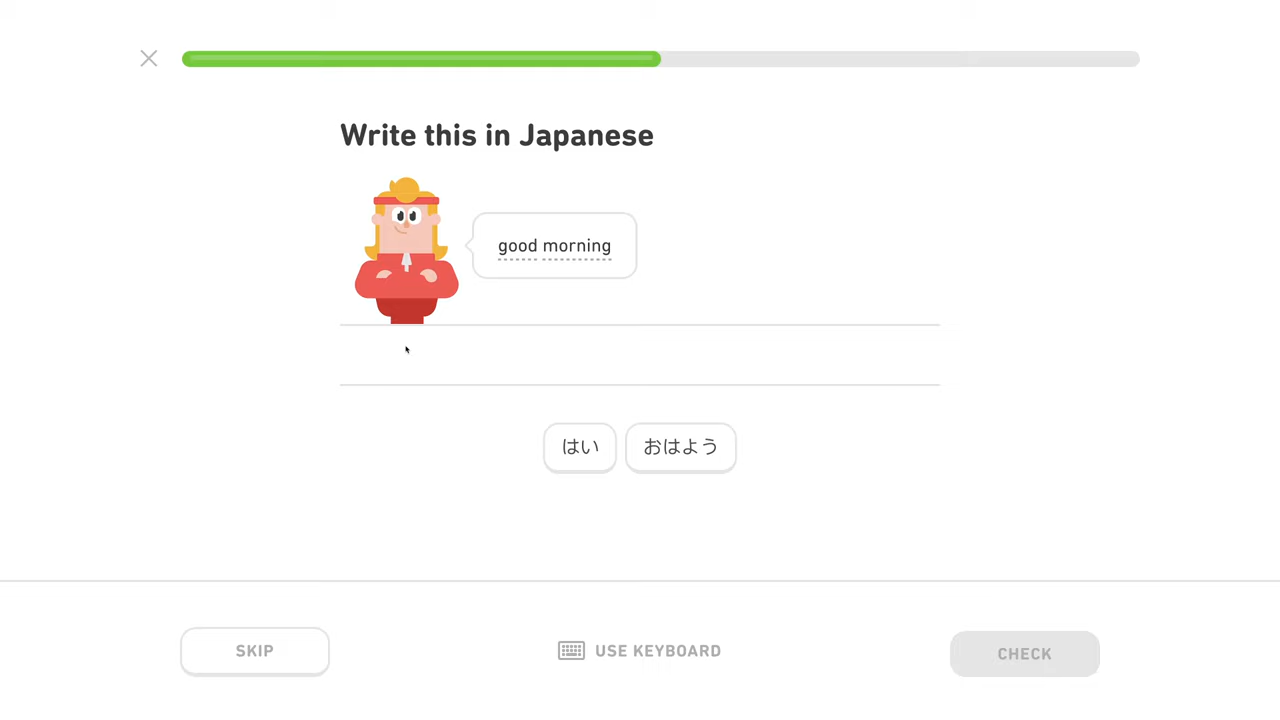 Write this in Japanese
good morning
はい おはよう
SKIP USE KEYBOARD CHECK